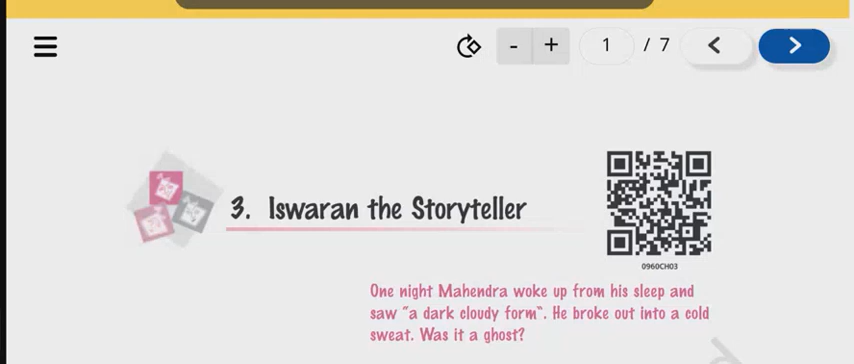 - + 1 / 7 < >
3. Iswaran the Storyteller
0960CH03
One night Mahendra woke up from his sleep and
saw "a dark cloudy form". He broke out into a cold
sweat. Was it a ghost?